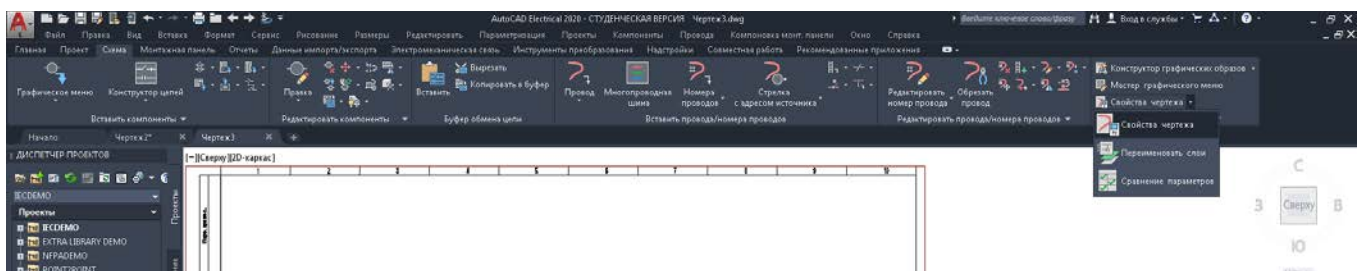 AutoCAD Electrical 2020 - СТУДЕНЧЕСКАЯ ВЕРСИЯ Чертеж3.dwg Введите ключевое слово/фразу Вход в службы
Файл Правка Вид Вставка Формат Сервис Рисование Размеры Редактировать Параметризация Проекты Компоненты Провода Компоновка монт. панели Окно Справка
Главная Проект Схема Монтажная панель Отчеты Данные импорта/экспорта Электромеханическая связь Инструменты преобразования Надстройки Совместная работа Рекомендованные приложения
Графическое меню Конструктор цепей Правка Вставить Вырезать Копировать в буфер Провод Многопроводная шина Номера проводов Стрелка с адресом источника Редактировать номер провода Обрезать провод Конструктор графических образов
Мастер графического меню
Свойства чертежа
Вставить компоненты Редактировать компоненты Буфер обмена цепи Вставить провода/номера проводов Редактировать провода/номера проводов
Свойства чертежа
Переименовать слои
Сравнение параметров
Начало Чертеж2* Чертеж3
ДИСПЕТЧЕР ПРОЕКТОВ
IECDEMO
Проекты
IECDEMO
EXTRA LIBRARY DEMO
NFPADEMO
POINT2POINT
Проекты
[−][Сверху][2D-каркас]
1 2 3 4 5 6 7 8 9 10
С
З Сверху В
Ю